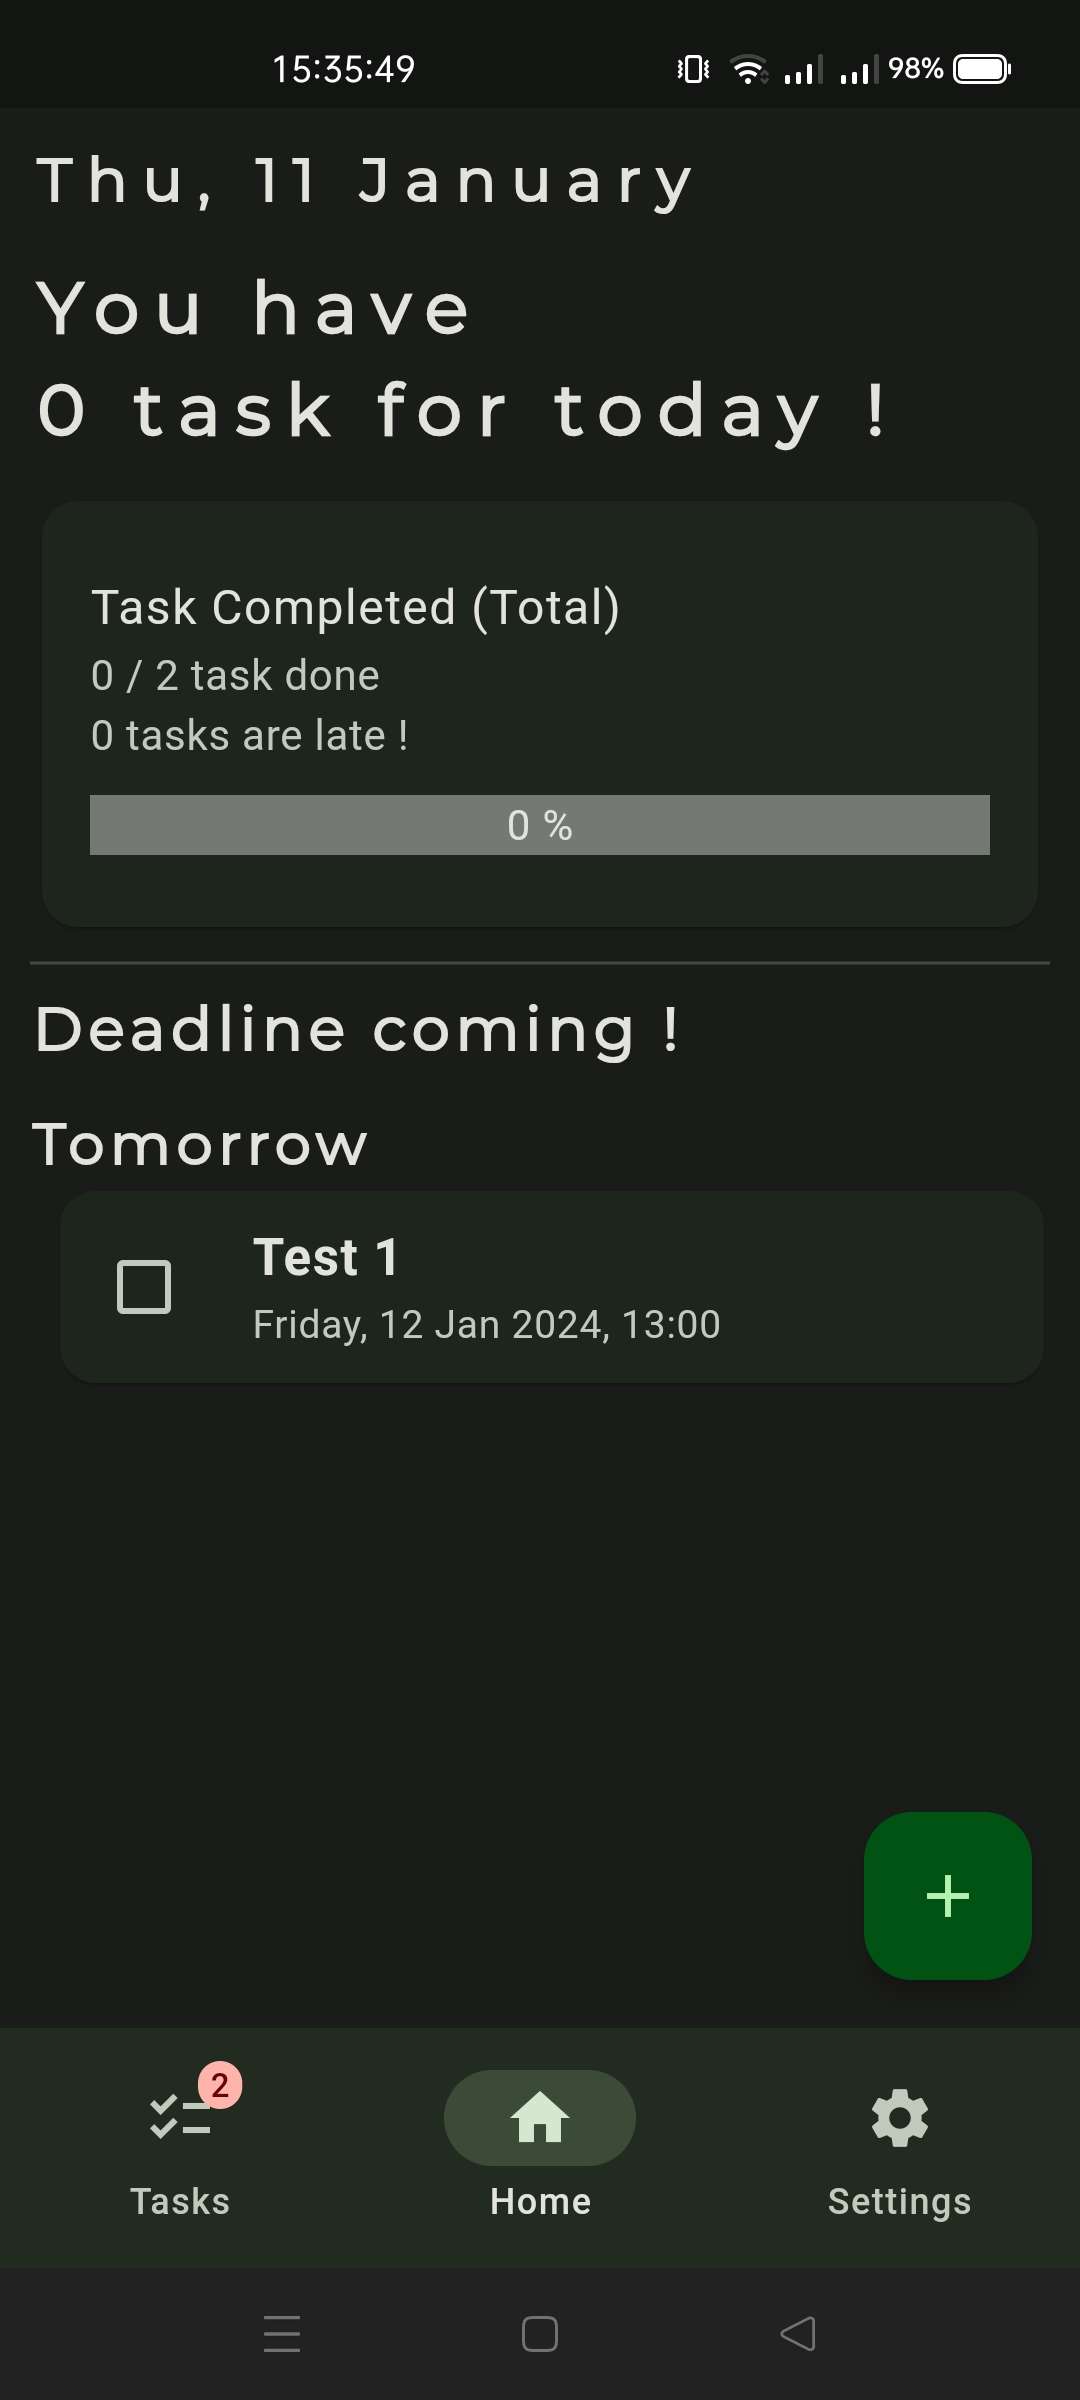 15:35:49 98%
Thu, 11 January
You have
0 task for today !
Task Completed (Total)
0 / 2 task done
0 tasks are late !
0 %
Deadline coming !
Tomorrow
Test 1
Friday, 12 Jan 2024, 13:00
+
2
Tasks Home Settings